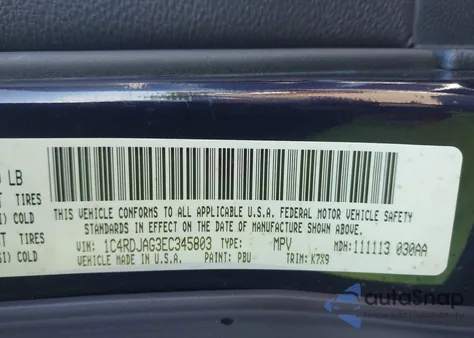 LB
TIRES
COLD
TIRES
COLD
THIS VEHICLE CONFORMS TO ALL APPLICABLE U.S.A. FEDERAL MOTOR VEHICLE SAFETY
STANDARDS IN EFFECT ON THE DATE OF MANUFACTURE SHOWN ABOVE.
VIN: 1C4RDJAG3EC345803 TYPE: MPV MDH: 111113 030AA
VEHICLE MADE IN U.S.A. PAINT: PBU TRIM: K7X9
autoSnap